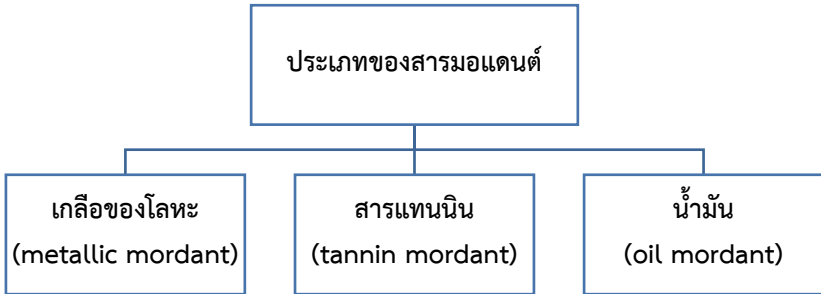 ประเภทของสารมอแดนต์
เกลือของโลหะ
(metallic mordant)
สารแทนนิน
(tannin mordant)
น้ำมัน
(oil mordant)